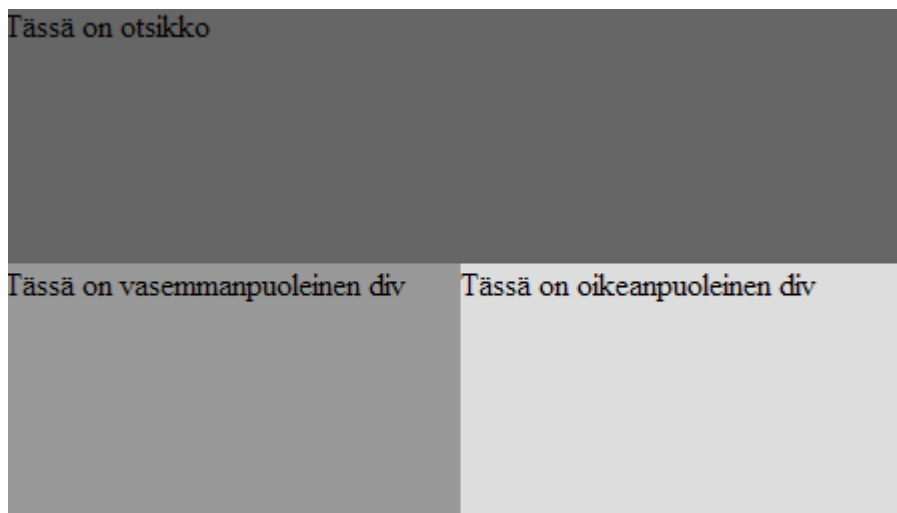 Tässä on otsikko
Tässä on vasemmanpuoleinen div
Tässä on oikeanpuoleinen div